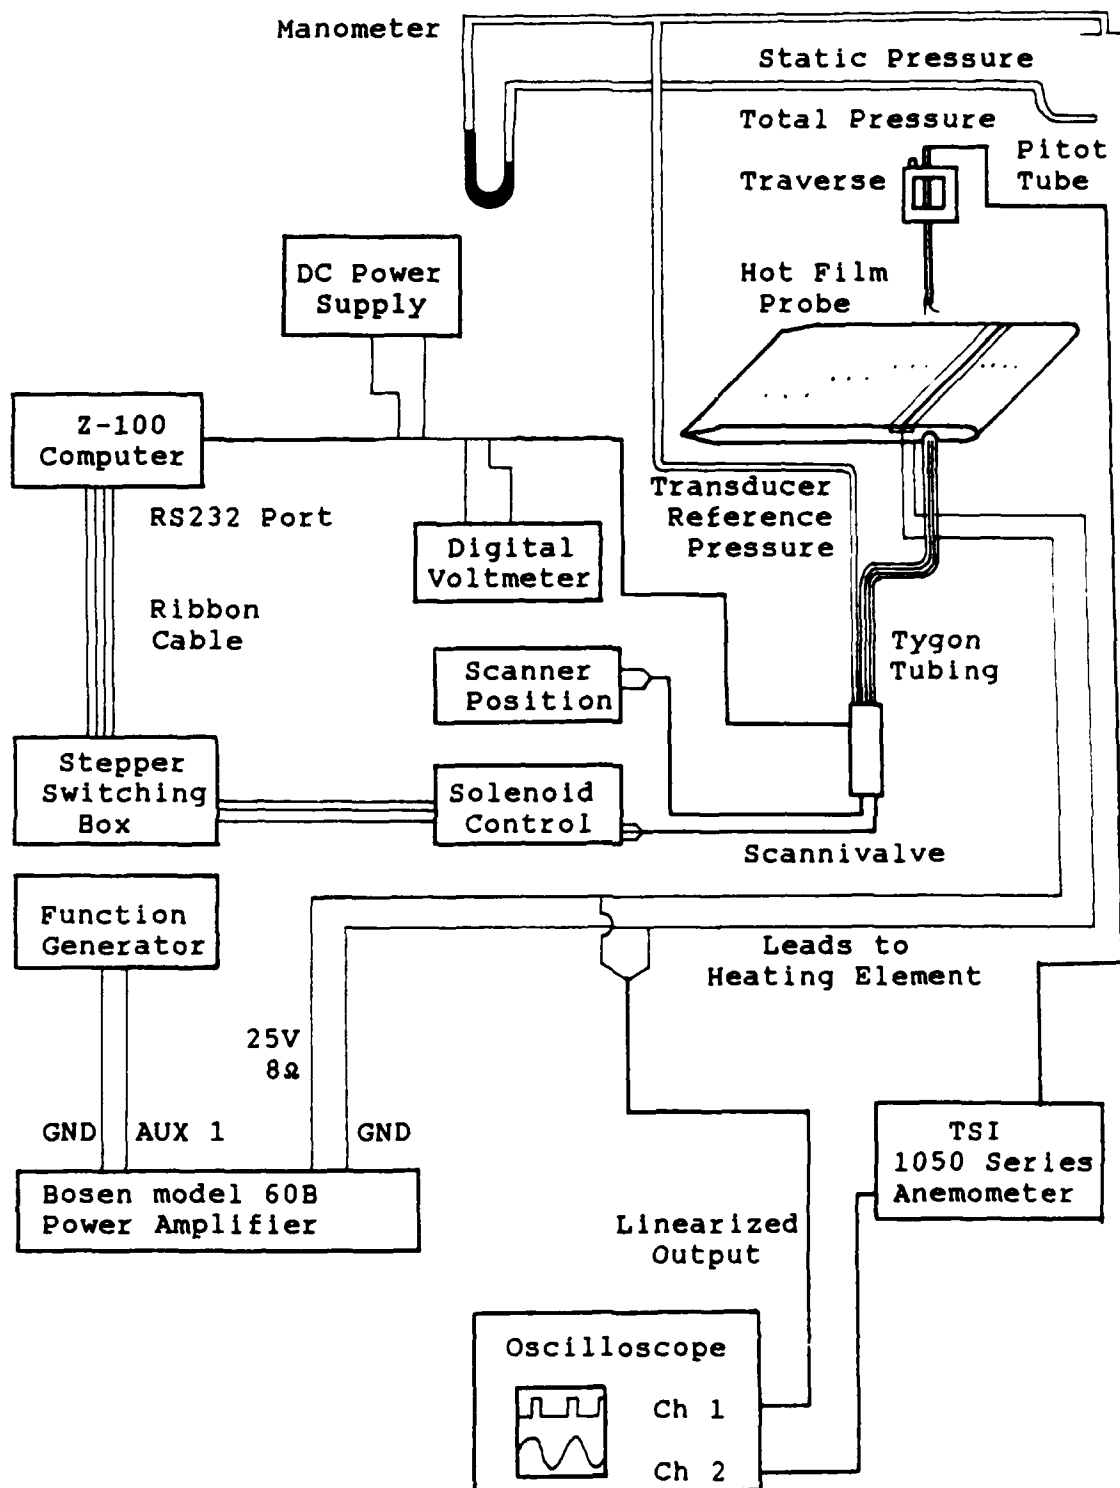 Manometer
Static Pressure
Total Pressure
Pitot
Tube
Traverse
Hot Film
Probe
DC Power
Supply
Z-100
Computer
RS232 Port
Ribbon
Cable
Digital
Voltmeter
Transducer
Reference
Pressure
Tygon
Tubing
Scanner
Position
Stepper
Switching
Box
Solenoid
Control
Scannivalve
Function
Generator
Leads to
Heating Element
25V
8Ω
GND
AUX 1
GND
Bosen model 60B
Power Amplifier
TSI
1050 Series
Anemometer
Linearized
Output
Oscilloscope
Ch 1
Ch 2